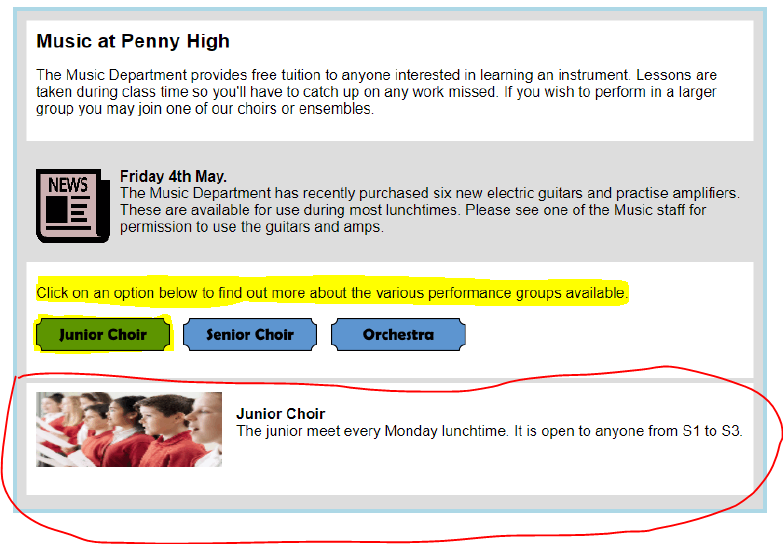 Music at Penny High
The Music Department provides free tuition to anyone interested in learning an instrument. Lessons are
taken during class time so you'll have to catch up on any work missed. If you wish to perform in a larger
group you may join one of our choirs or ensembles.
NEWS
Friday 4th May.
The Music Department has recently purchased six new electric guitars and practise amplifiers.
These are available for use during most lunchtimes. Please see one of the Music staff for
permission to use the guitars and amps.
Click on an option below to find out more about the various performance groups available.
Junior Choir Senior Choir Orchestra
Junior Choir
The junior meet every Monday lunchtime. It is open to anyone from S1 to S3.